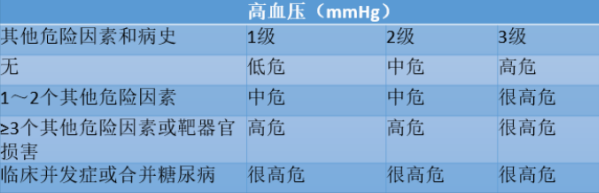 高血压（mmHg）
其他危险因素和病史 1级 2级 3级
无 低危 中危 高危
1～2个其他危险因素 中危 中危 很高危
≥3个其他危险因素或靶器官 高危 高危 很高危
损害
临床并发症或合并糖尿病 很高危 很高危 很高危